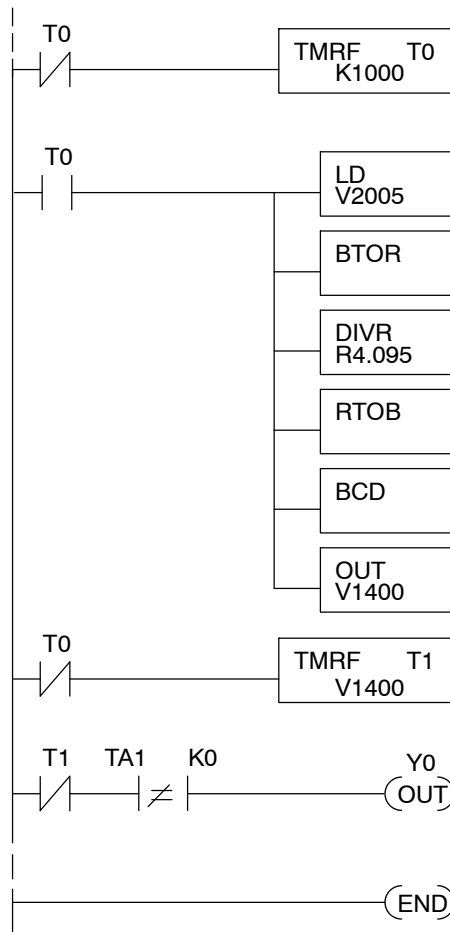 T0
TMRF T0
K1000
T0
LD
V2005
BTOR
DIVR
R4.095
RTOB
BCD
OUT
V1400
T0
TMRF T1
V1400
T1 TA1 K0 Y0
≠ OUT
END